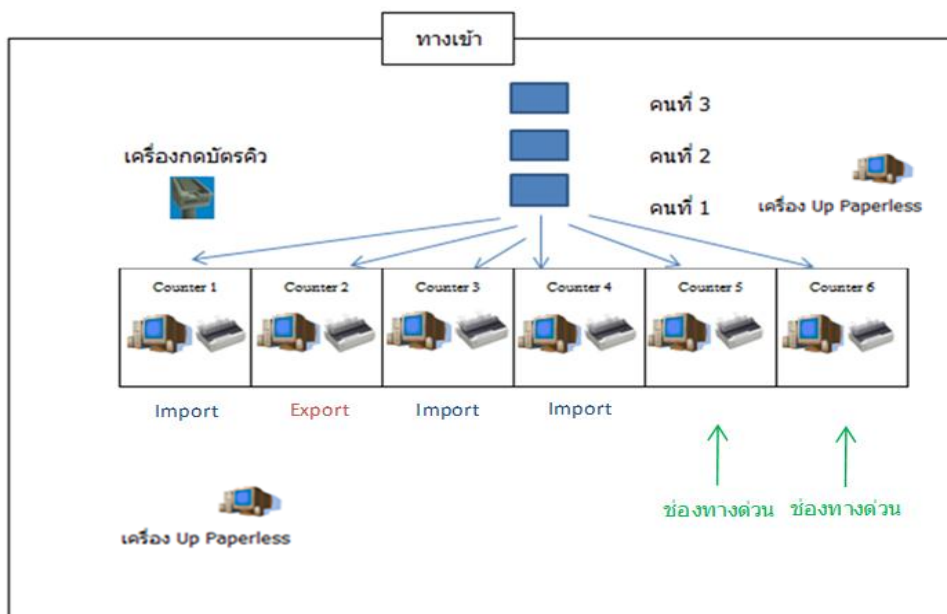 ทางเข้า
คนที่ 3
คนที่ 2
เครื่องกดบัตรคิว
คนที่ 1
เครื่อง Up Paperless
Counter 1
Counter 2
Counter 3
Counter 4
Counter 5
Counter 6
Import
Export
Import
Import
ช่องทางด่วน
ช่องทางด่วน
เครื่อง Up Paperless